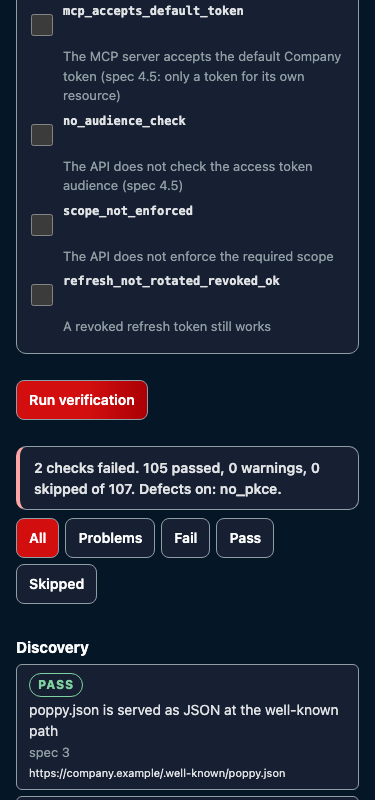 mcp_accepts_default_token
The MCP server accepts the default Company
token (spec 4.5: only a token for its own
resource)
no_audience_check
The API does not check the access token
audience (spec 4.5)
scope_not_enforced
The API does not enforce the required scope
refresh_not_rotated_revoked_ok
A revoked refresh token still works
Run verification
2 checks failed. 105 passed, 0 warnings, 0
skipped of 107. Defects on: no_pkce.
All
Problems
Fail
Pass
Skipped
Discovery
PASS
poppy.json is served as JSON at the well-known
path
spec 3
https://company.example/.well-known/poppy.json